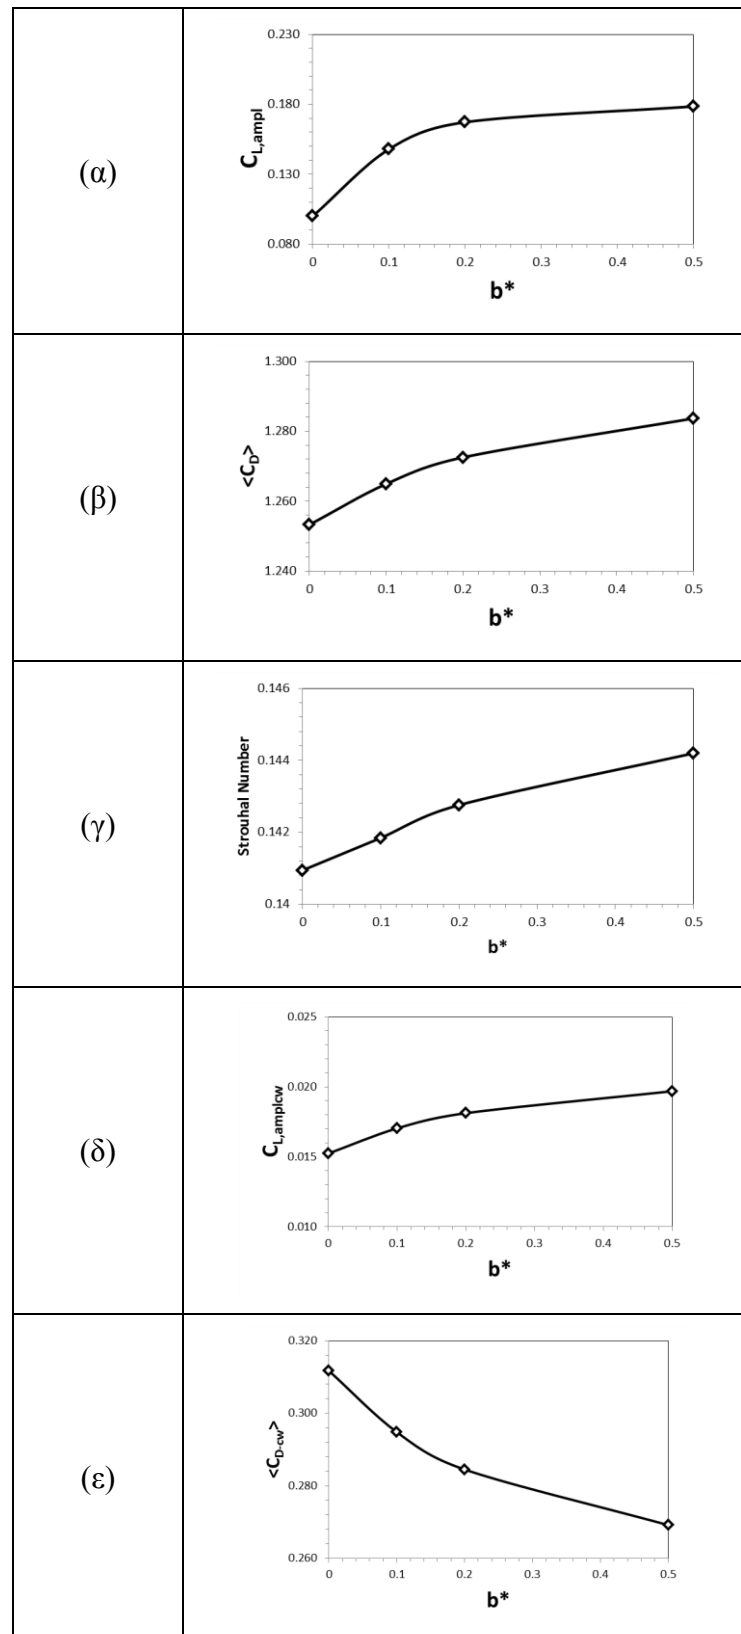 (α)
0.230
0.180
0.130
0.080
C_L,ampl
0 0.1 0.2 0.3 0.4 0.5
b*
(β)
1.300
1.280
1.260
1.240
<C_D>
0 0.1 0.2 0.3 0.4 0.5
b*
(γ)
0.146
0.144
0.142
0.14
Strouhal Number
0 0.1 0.2 0.3 0.4 0.5
b*
(δ)
0.025
0.020
0.015
0.010
C_L,amplcw
0 0.1 0.2 0.3 0.4 0.5
b*
(ε)
0.320
0.300
0.280
0.260
<C_D-cw>
0 0.1 0.2 0.3 0.4 0.5
b*